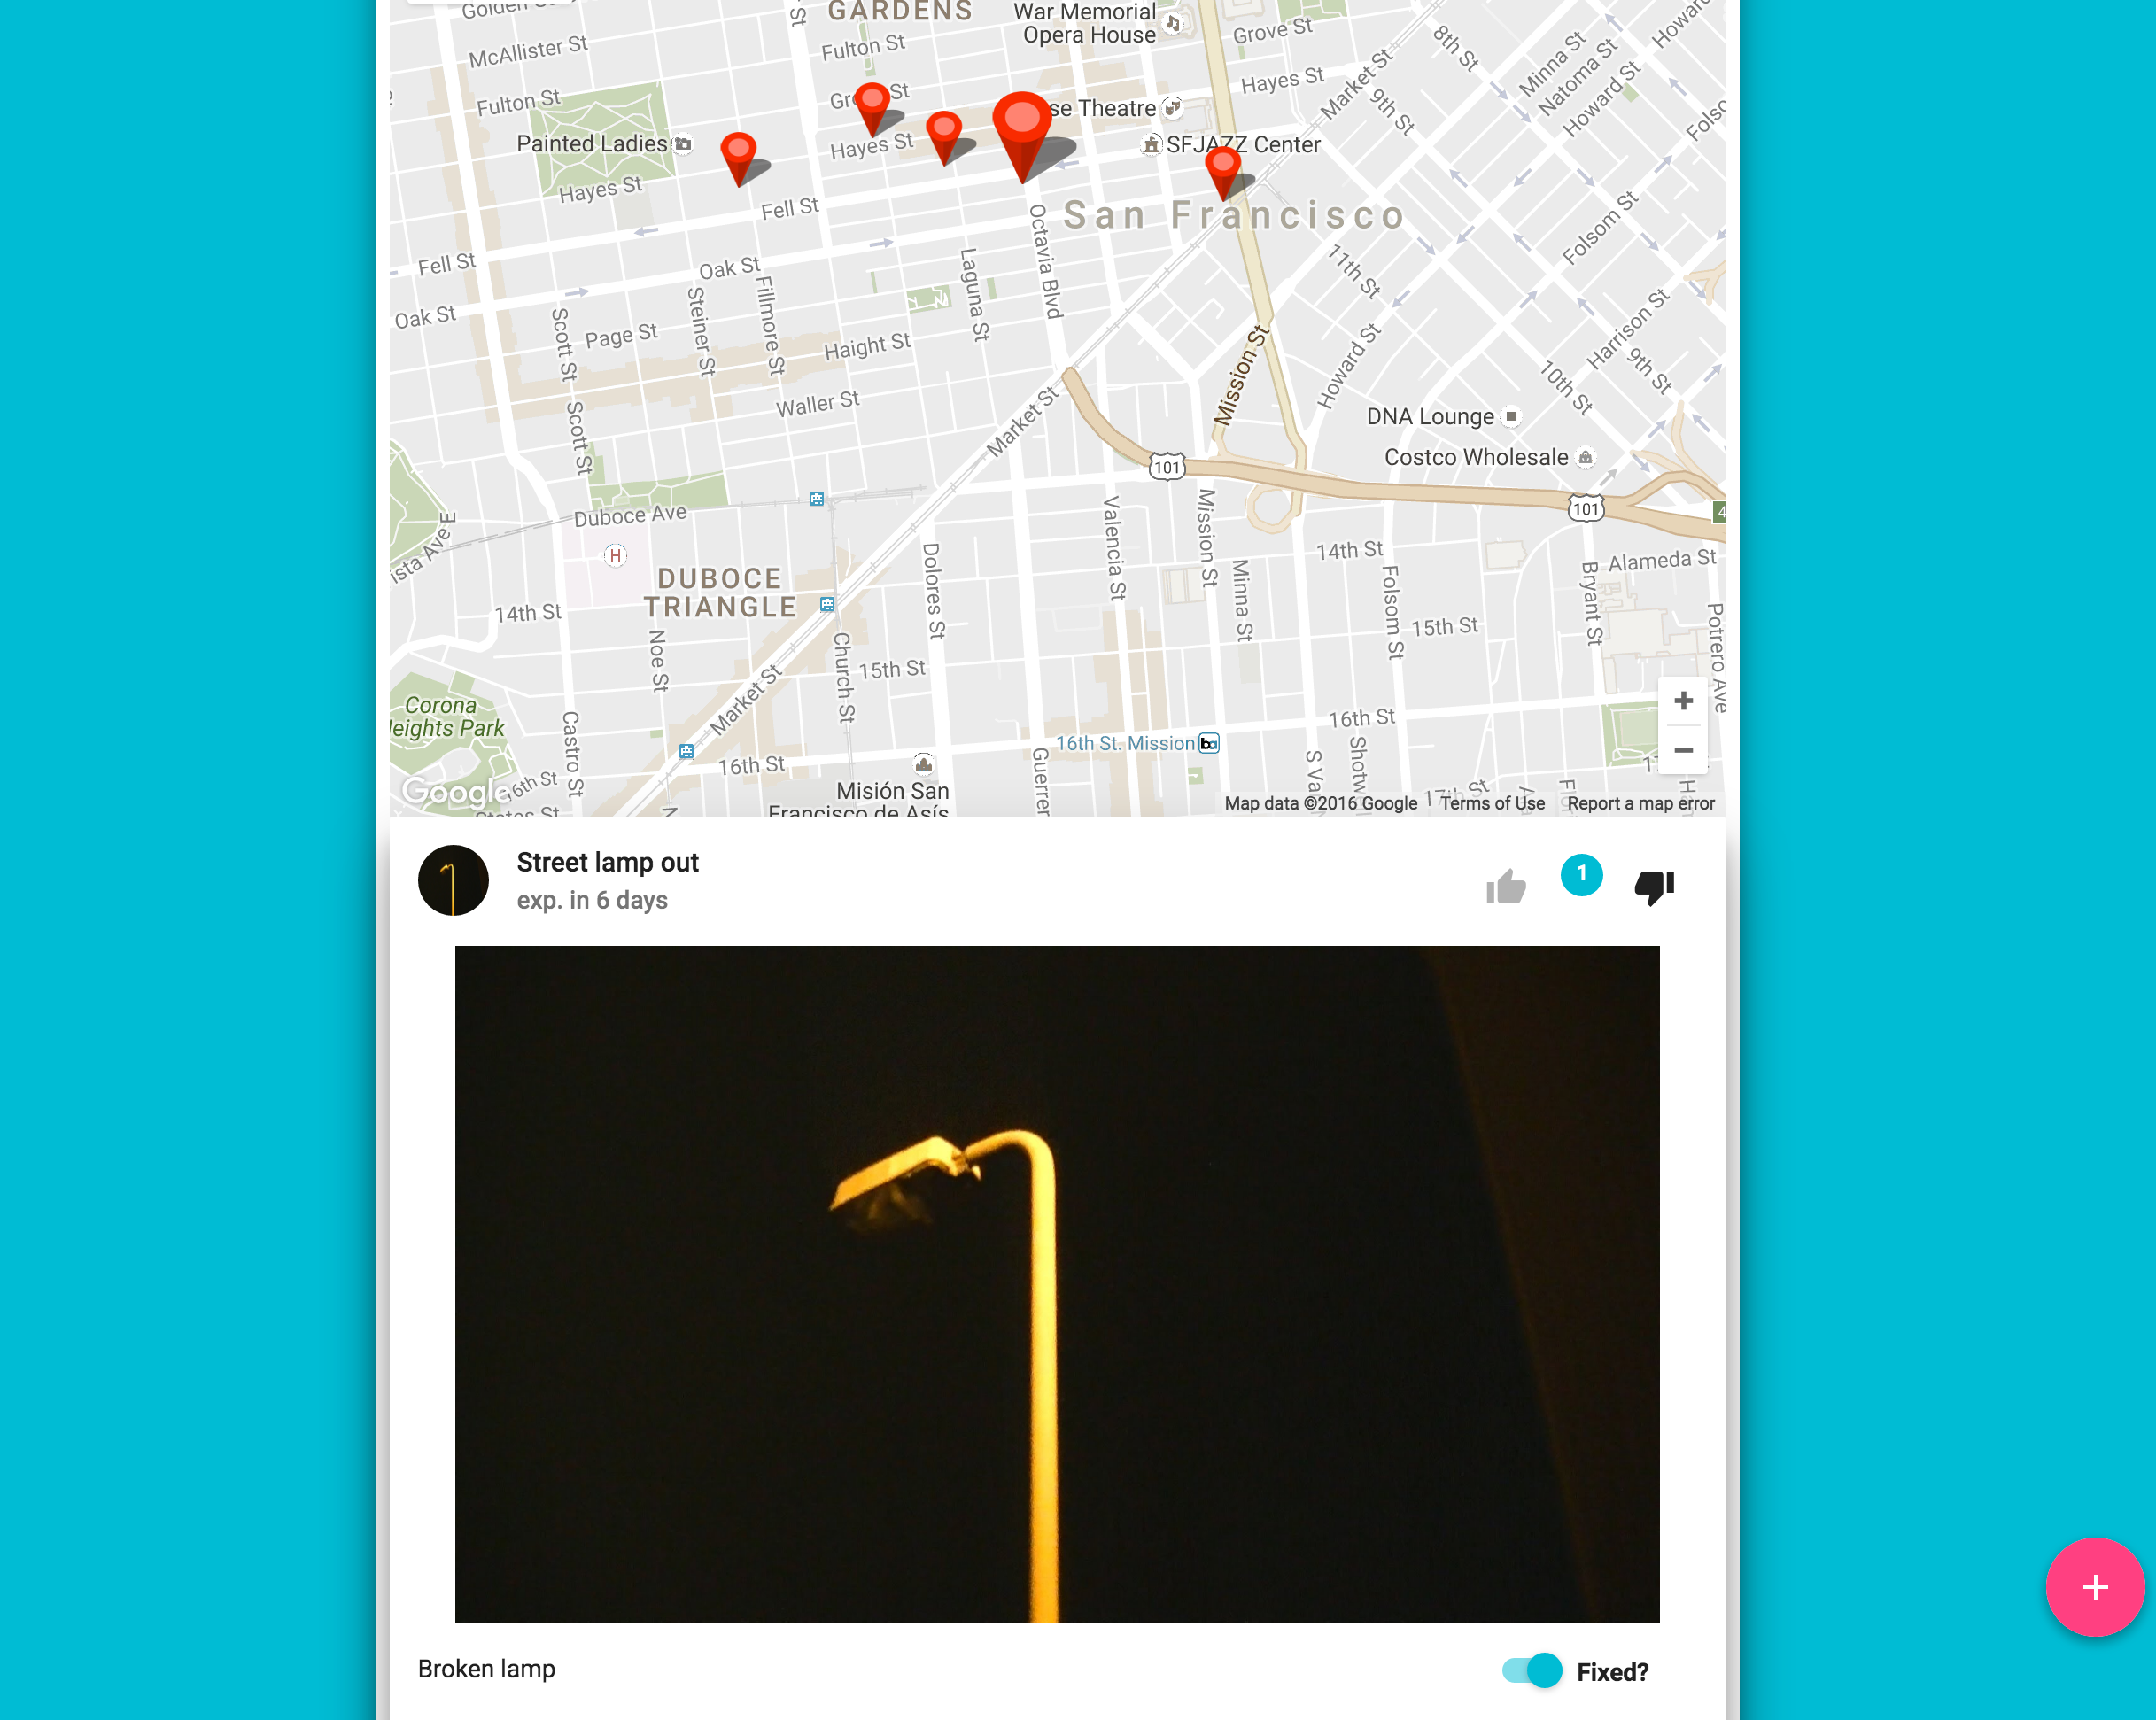 GARDENS
War Memorial
Opera House
Grove St
8th St
Minna St
Natoma St
Howard St
McAllister St
Fulton St
Hayes St
Market St
9th St
Fulton St
Painted Ladies
Hayes St
SFJAZZ Center
Hayes St
Fell St
San Francisco
Octavia Blvd
Folsom St
11th St
Fell St
Oak St
Laguna St
Oak St
Steiner St
Fillmore St
Scott St
Page St
Haight St
Mission St
Howard St
Harrison St
9th St
10th St
Waller St
Scott St
Market St
DNA Lounge
Costco Wholesale
101
101
4
Duboce Ave
H
Valencia St
Mission St
14th St
Alameda St
DUBOCE
TRIANGLE
Dolores St
Minna St
Folsom St
Bryant St
14th St
Noe St
Church St
15th St
15th St
Potrero Ave
Market St
Corona
eights Park
Castro St
16th St
16th St. Mission
16th St
+
−
Google
16th St
Misión San
Francisco de Asís
Map data ©2016 Google Terms of Use Report a map error
Street lamp out
exp. in 6 days
1
Broken lamp
Fixed?
+